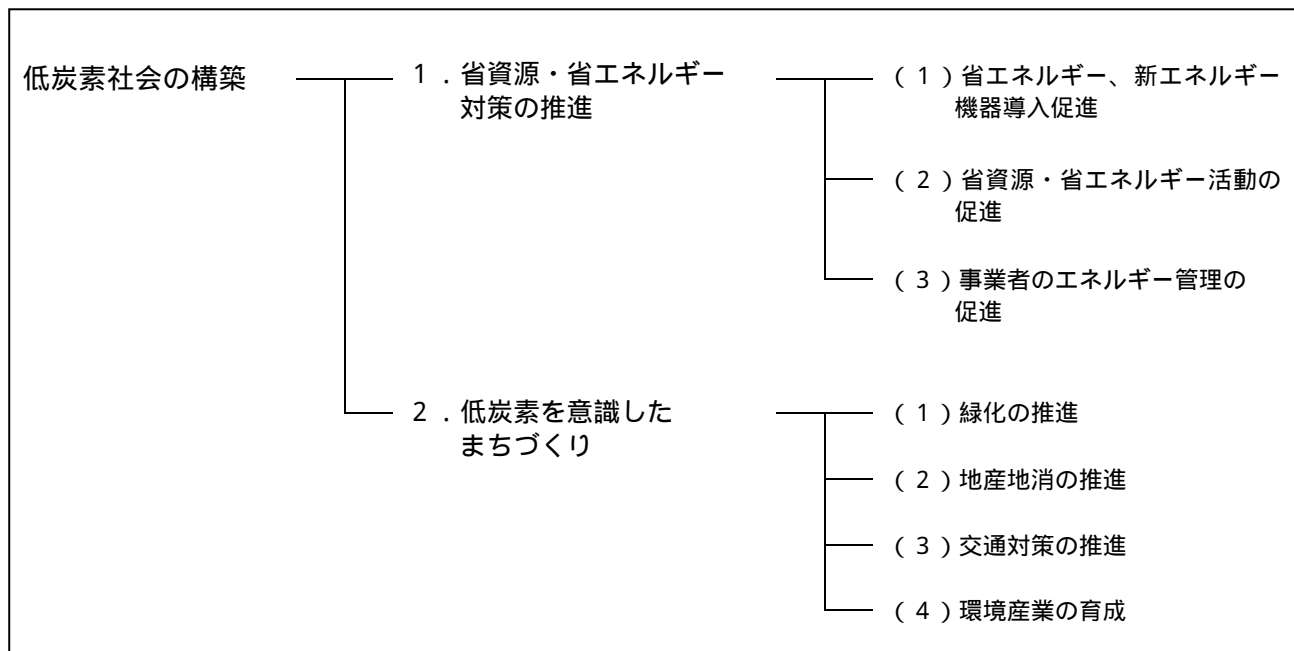 低炭素社会の構築
1．省資源・省エネルギー
対策の推進
（1）省エネルギー、新エネルギー
機器導入促進
（2）省資源・省エネルギー活動の
促進
（3）事業者のエネルギー管理の
促進
2．低炭素を意識した
まちづくり
（1）緑化の推進
（2）地産地消の推進
（3）交通対策の推進
（4）環境産業の育成